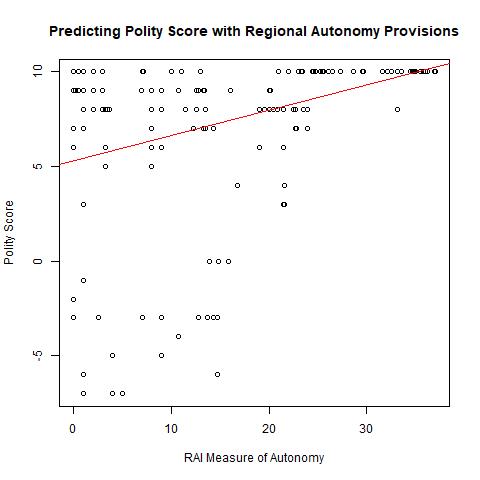 Predicting Polity Score with Regional Autonomy Provisions
10
5
0
-5
Polity Score
0 10 20 30
RAI Measure of Autonomy